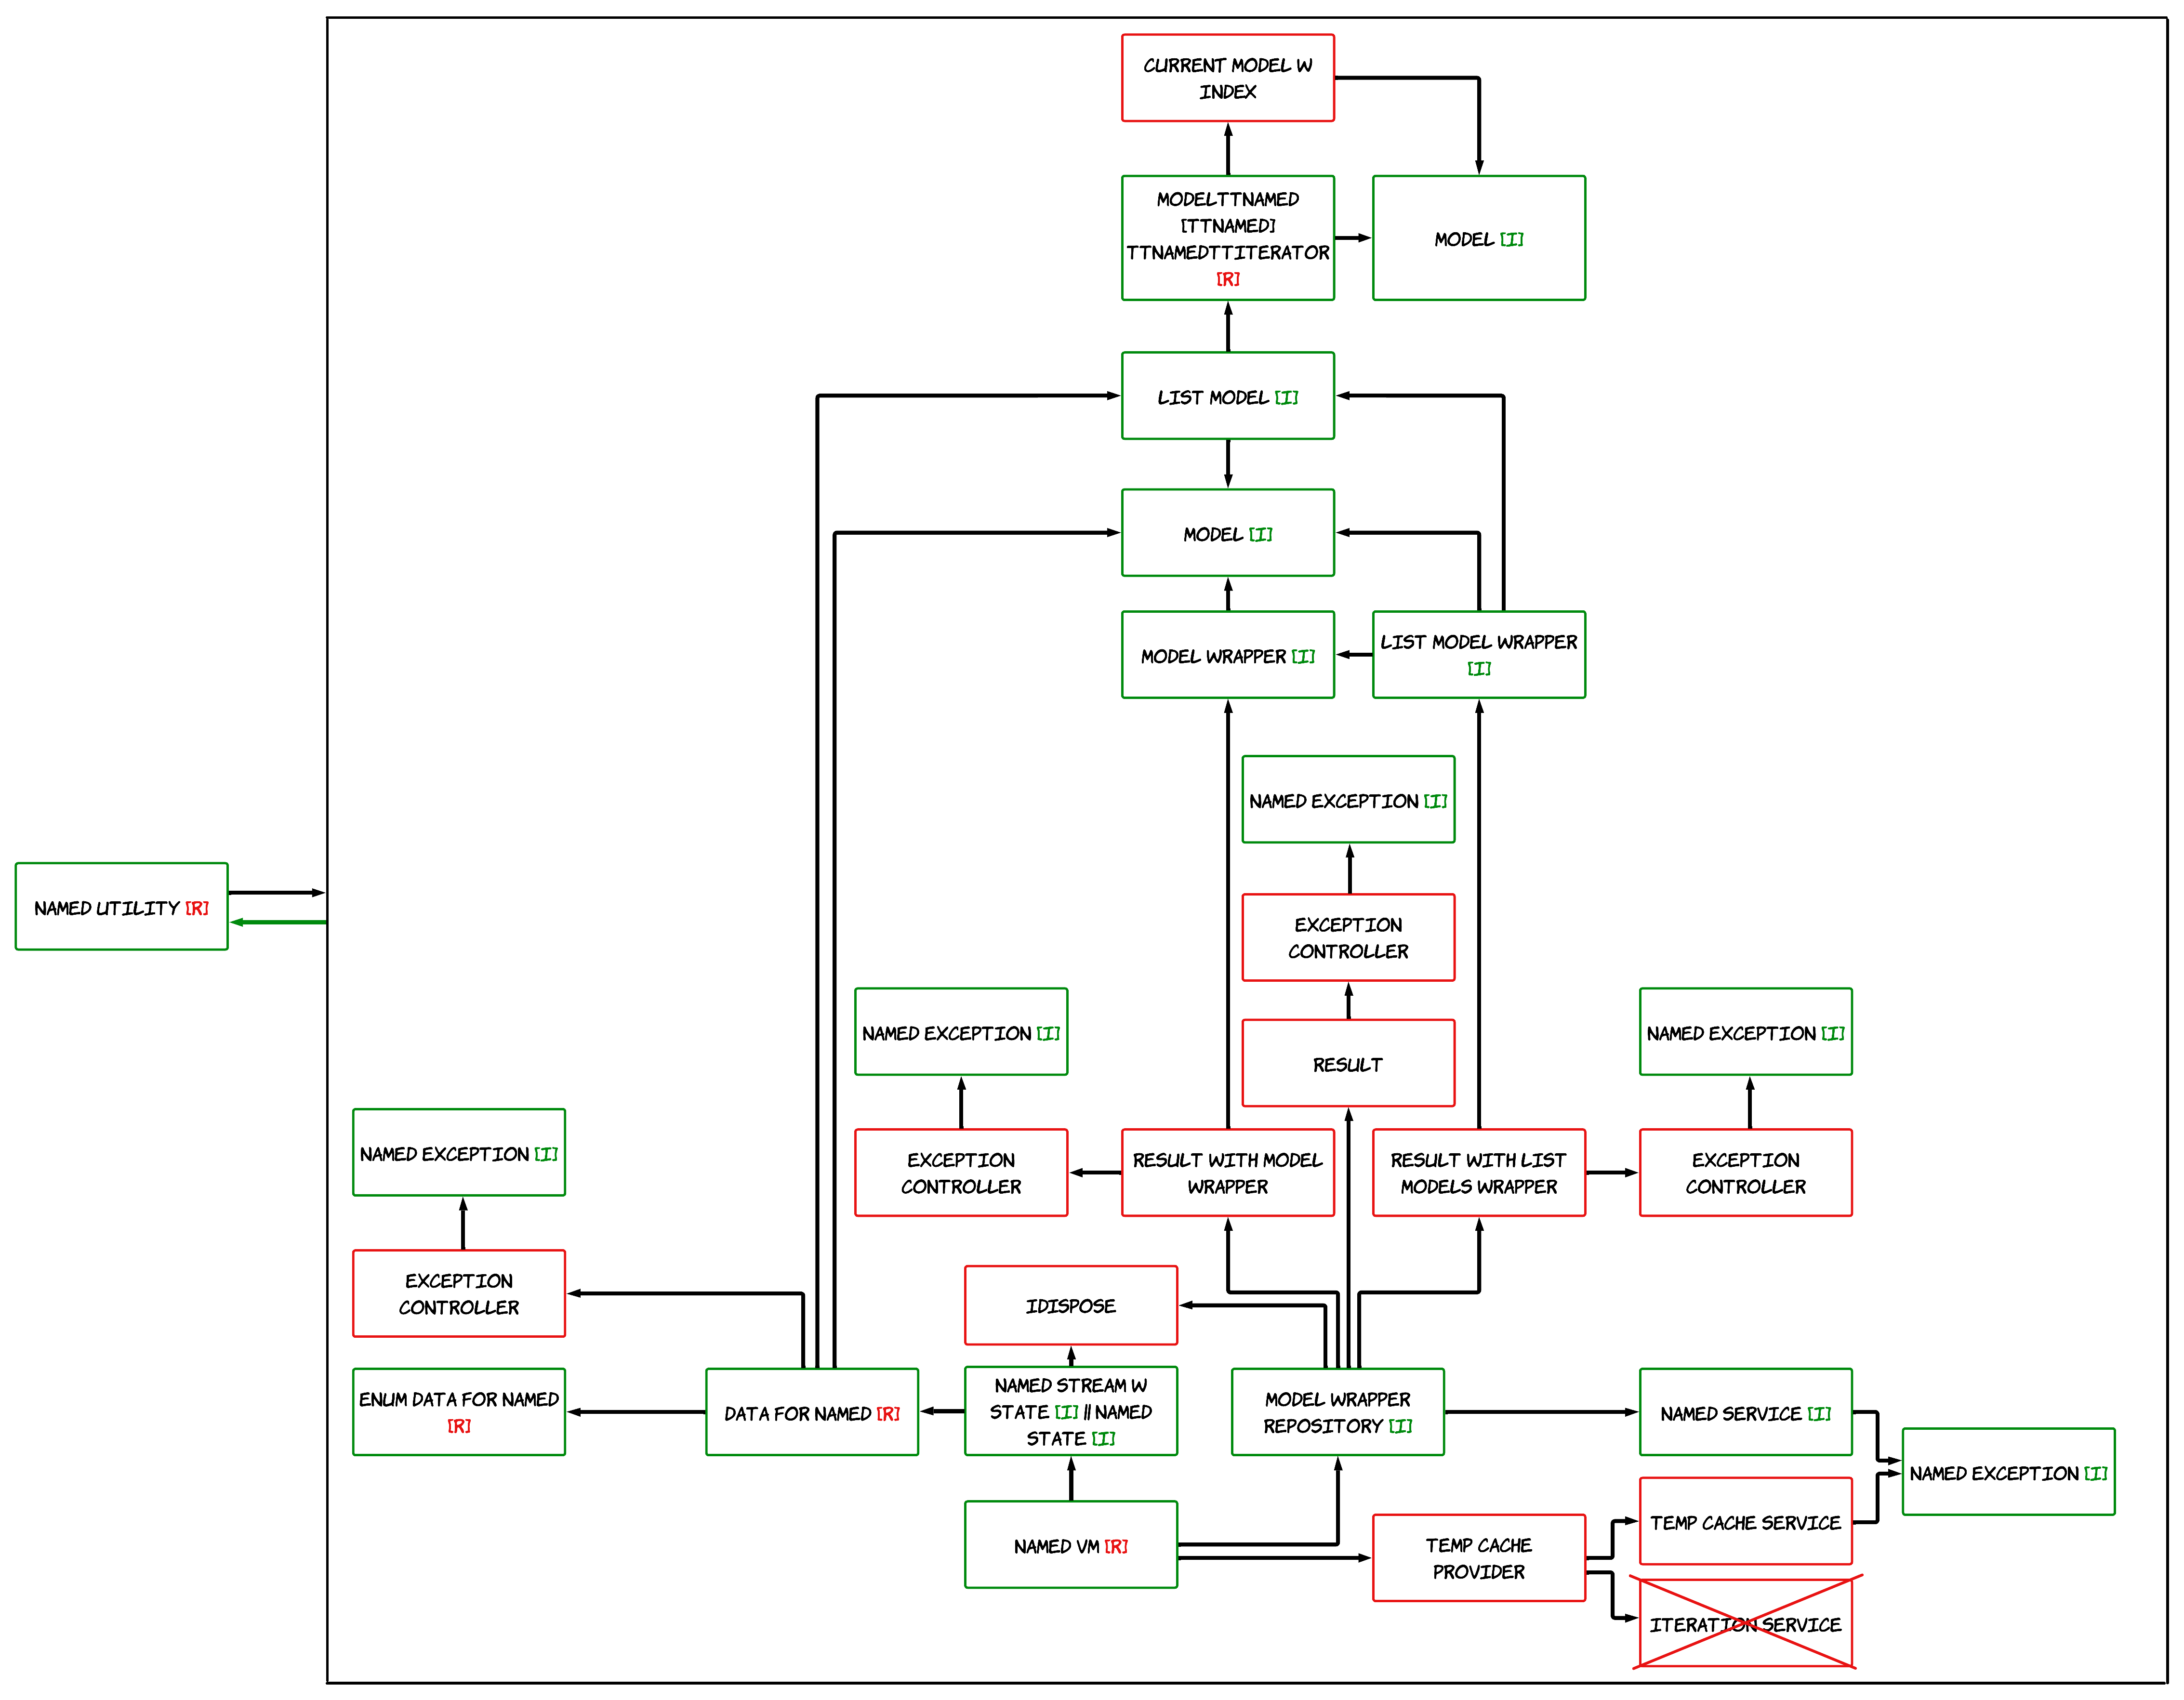 CURRENT MODEL W
INDEX
MODELTTNAMED
[TTNAMED]
TTNAMEDTTITERATOR
[R]
MODEL [I]
LIST MODEL [I]
MODEL [I]
MODEL WRAPPER [I]
LIST MODEL WRAPPER
[I]
NAMED EXCEPTION [I]
NAMED UTILITY [R]
EXCEPTION
CONTROLLER
NAMED EXCEPTION [I]
RESULT
NAMED EXCEPTION [I]
NAMED EXCEPTION [I]
EXCEPTION
CONTROLLER
RESULT WITH MODEL
WRAPPER
RESULT WITH LIST
MODELS WRAPPER
EXCEPTION
CONTROLLER
EXCEPTION
CONTROLLER
IDISPOSE
ENUM DATA FOR NAMED
[R]
DATA FOR NAMED [R]
NAMED STREAM W
STATE [I] || NAMED
STATE [I]
MODEL WRAPPER
REPOSITORY [I]
NAMED SERVICE [I]
NAMED EXCEPTION [I]
NAMED VM [R]
TEMP CACHE
PROVIDER
TEMP CACHE SERVICE
ITERATION SERVICE